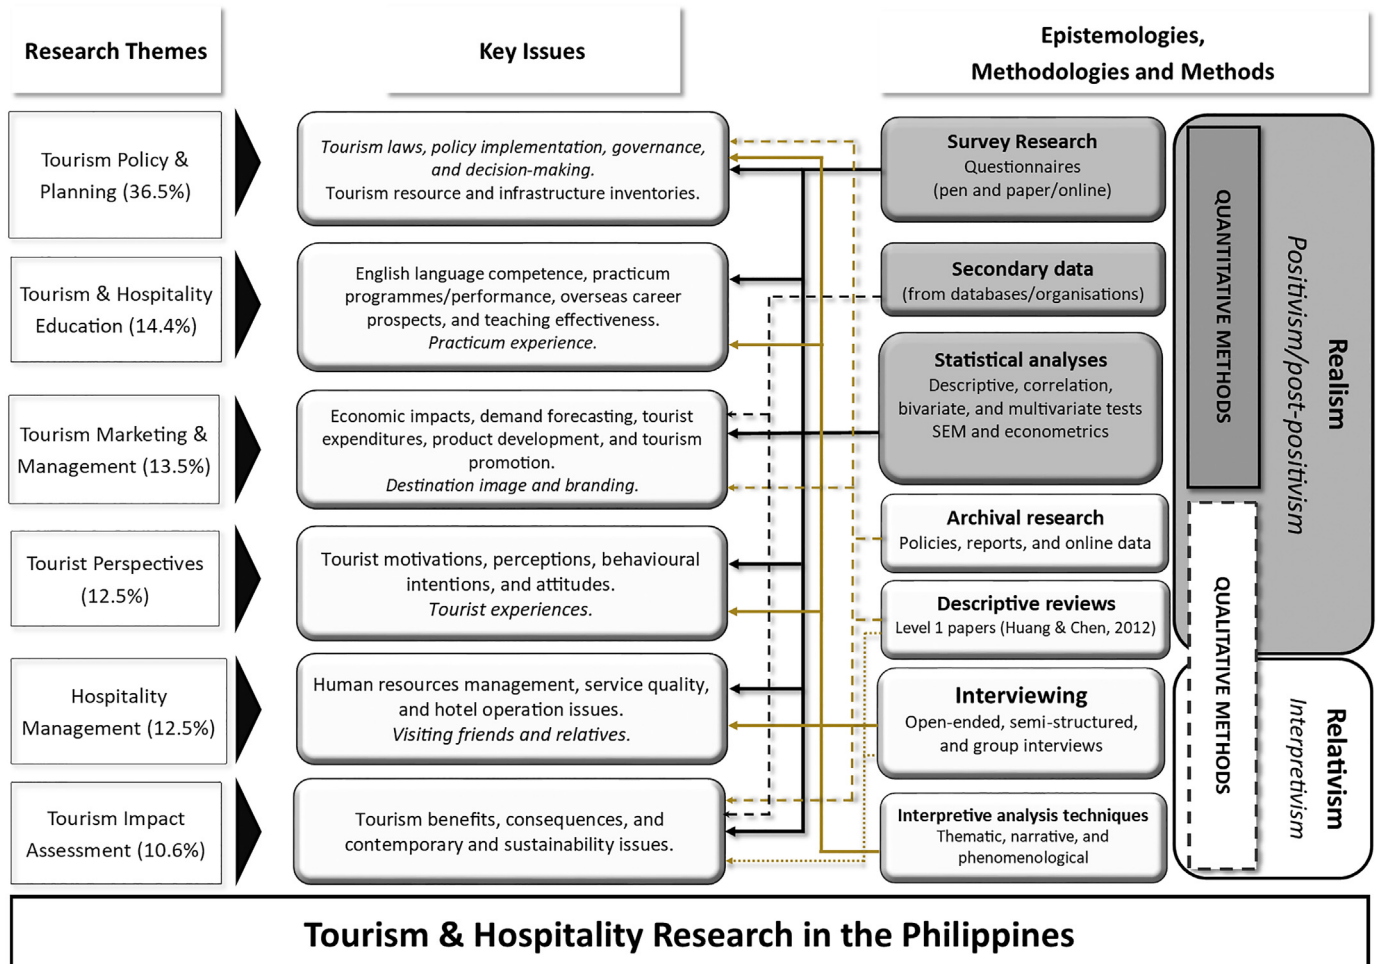 Research Themes
Key Issues
Epistemologies,
Methodologies and Methods
Tourism Policy &
Planning (36.5%)
Tourism laws, policy implementation, governance,
and decision-making.
Tourism resource and infrastructure inventories.
Tourism & Hospitality
Education (14.4%)
English language competence, practicum
programmes/performance, overseas career
prospects, and teaching effectiveness.
Practicum experience.
Tourism Marketing &
Management (13.5%)
Economic impacts, demand forecasting, tourist
expenditures, product development, and tourism
promotion.
Destination image and branding.
Tourist Perspectives
(12.5%)
Tourist motivations, perceptions, behavioural
intentions, and attitudes.
Tourist experiences.
Hospitality
Management (12.5%)
Human resources management, service quality,
and hotel operation issues.
Visiting friends and relatives.
Tourism Impact
Assessment (10.6%)
Tourism benefits, consequences, and
contemporary and sustainability issues.
Survey Research
Questionnaires
(pen and paper/online)
Secondary data
(from databases/organisations)
Statistical analyses
Descriptive, correlation,
bivariate, and multivariate tests
SEM and econometrics
Archival research
Policies, reports, and online data
Descriptive reviews
Level 1 papers (Huang & Chen, 2012)
Interviewing
Open-ended, semi-structured,
and group interviews
Interpretive analysis techniques
Thematic, narrative, and
phenomenological
QUANTITATIVE METHODS
Positivism/post-positivism
Realism
QUALITATIVE METHODS
Interpretivism
Relativism
Tourism & Hospitality Research in the Philippines